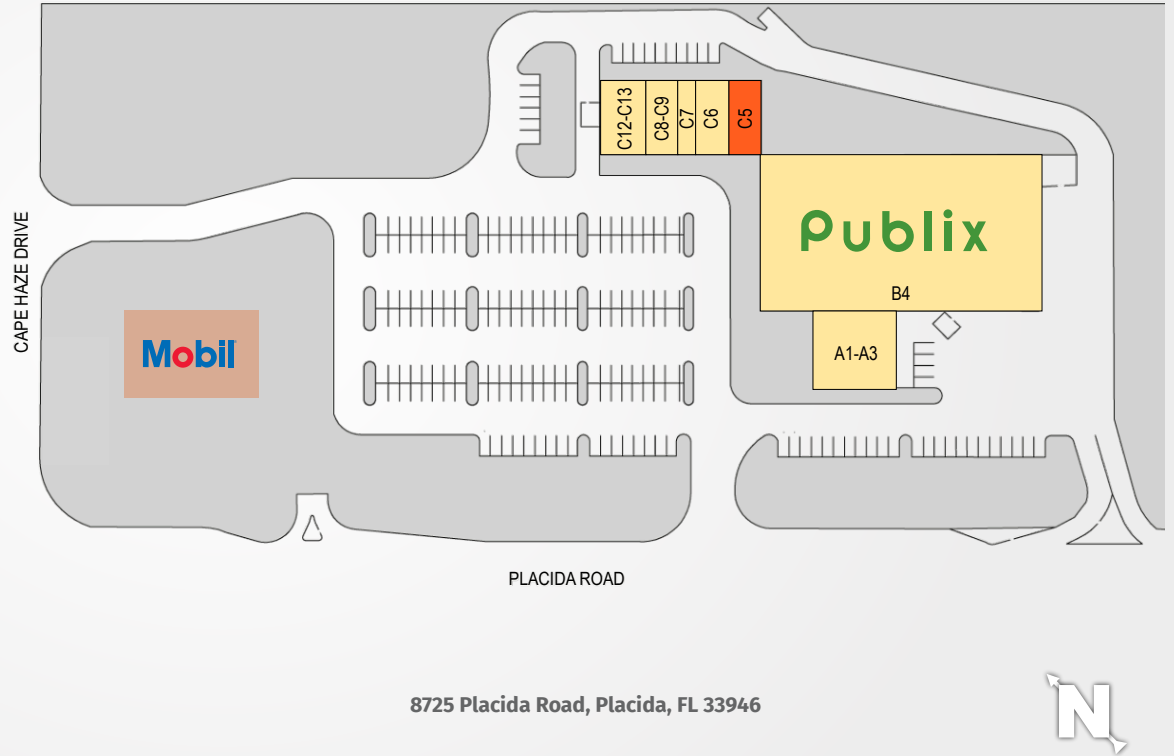 C12-C13
C8-C9
C7
C6
C5
Publix
B4
A1-A3
CAPE HAZE DRIVE
Mobil
PLACIDA ROAD
8725 Placida Road, Placida, FL 33946
N